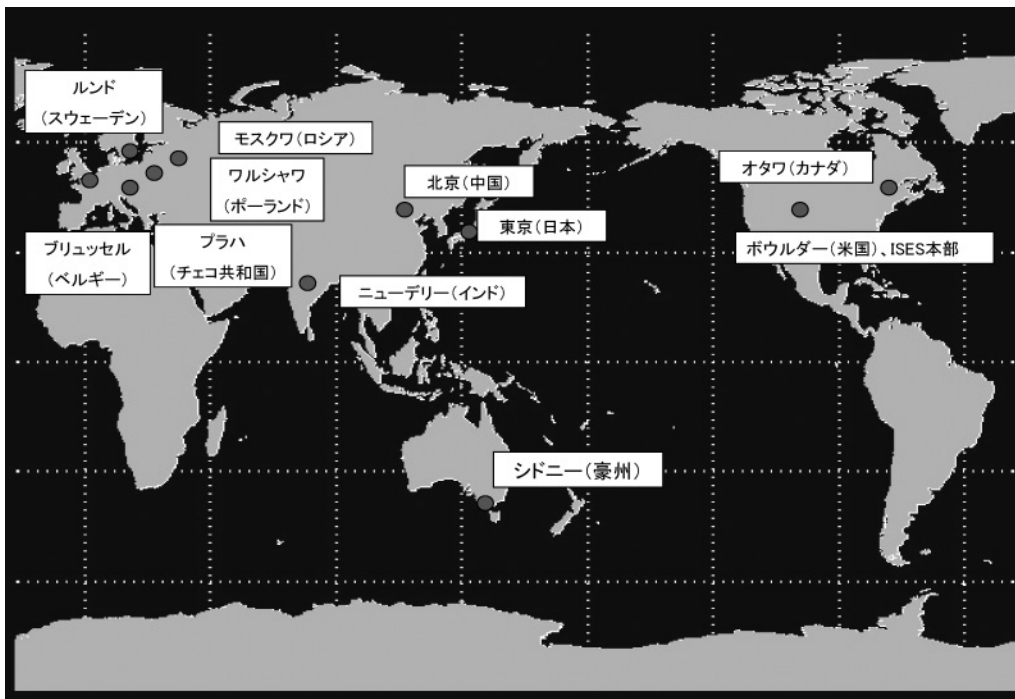 ルンド
(スウェーデン)
モスクワ(ロシア)
ワルシャワ
(ポーランド)
ブリュッセル
(ベルギー)
プラハ
(チェコ共和国)
北京(中国)
東京(日本)
ニューデリー(インド)
オタワ(カナダ)
ボウルダー(米国)、ISES本部
シドニー(豪州)